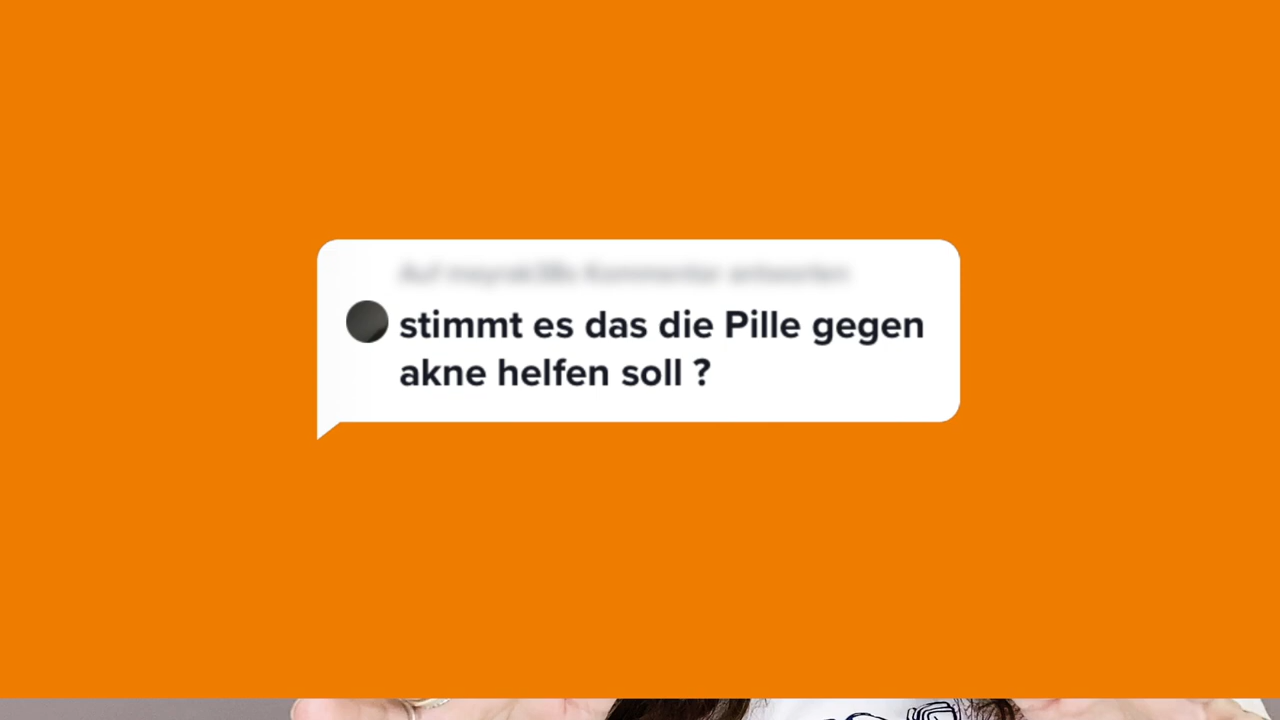 stimmt es das die Pille gegen
akne helfen soll ?